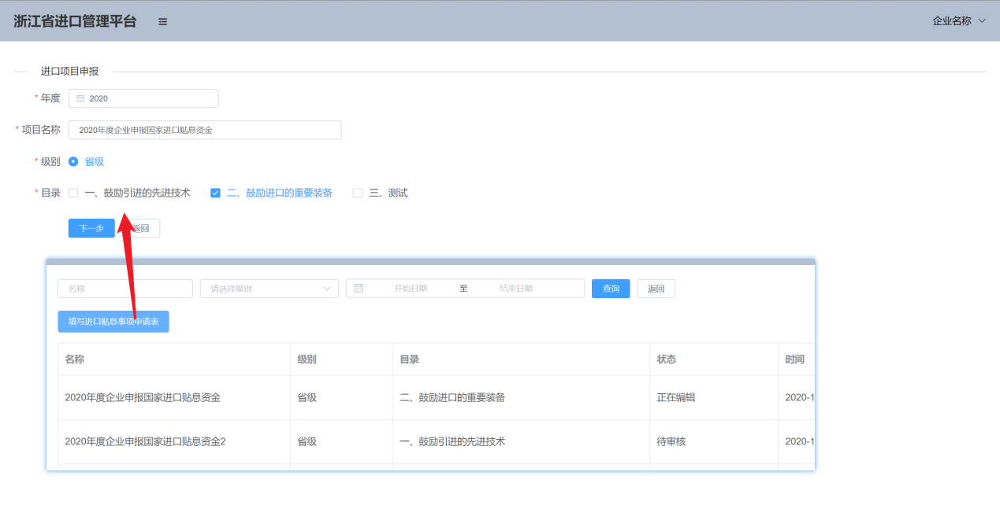 浙江省进口管理平台
企业名称
进口项目申报
* 年度 2020
* 项目名称 2020年度企业申报国家进口贴息资金
* 级别 省级
* 目录 一、鼓励引进的先进技术 二、鼓励进口的重要装备 三、测试
下一步 返回
名称 请选择级别 开始日期 至 结束日期 查询 返回
填写进口贴息事项申请表
名称 级别 目录 状态 时间
2020年度企业申报国家进口贴息资金 省级 二、鼓励进口的重要装备 正在编辑 2020-1
2020年度企业申报国家进口贴息资金2 省级 一、鼓励引进的先进技术 待审核 2020-1